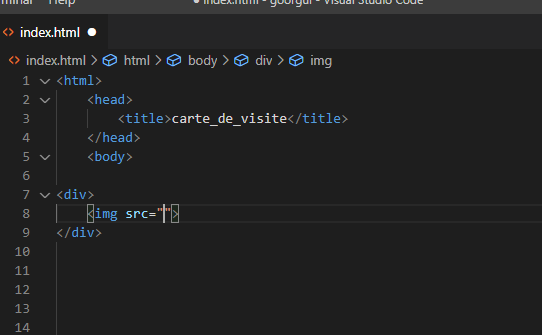 Help
index.html - goorgui - Visual Studio Code
index.html
index.html > html > body > div > img
1 <html>
2 <head>
3 <title>carte_de_visite</title>
4 </head>
5 <body>
6
7 <div>
8 <img src="">
9 </div>
10
11
12
13
14